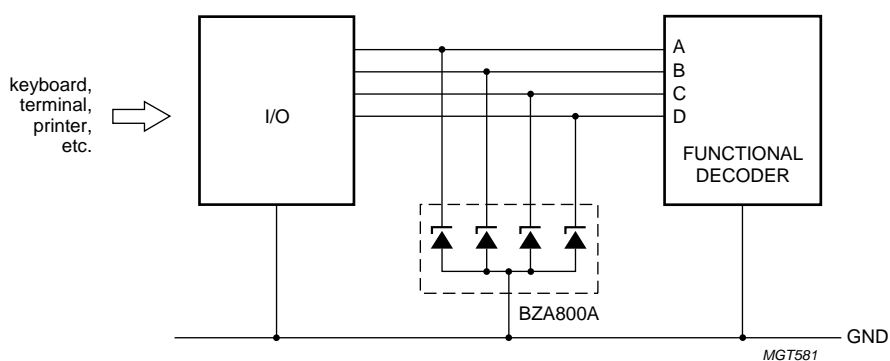 keyboard,
terminal,
printer,
etc.
I/O
A
B
C
D
FUNCTIONAL
DECODER
BZA800A
GND
MGT581